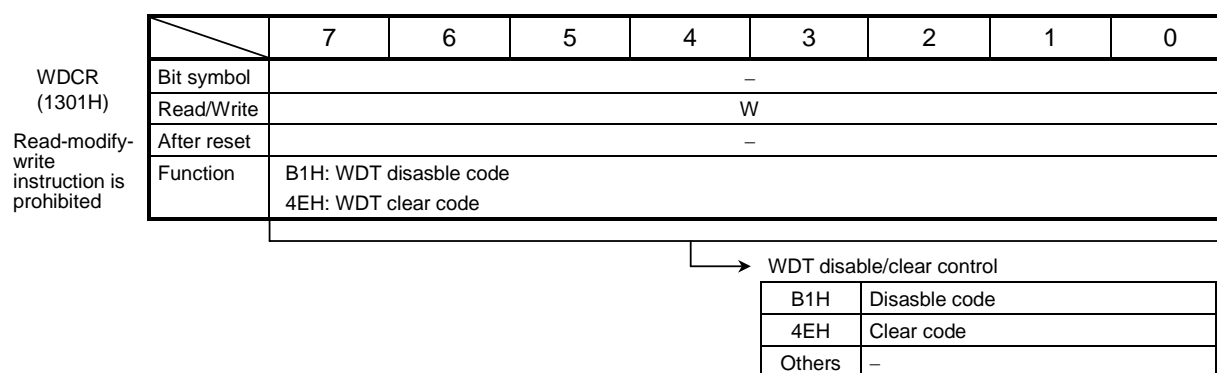 7 6 5 4 3 2 1 0
WDCR
(1301H)
Read-modify-
write
instruction is
prohibited
Bit symbol –
Read/Write W
After reset –
Function B1H: WDT disasble code
4EH: WDT clear code
WDT disable/clear control
B1H Disasble code
4EH Clear code
Others –